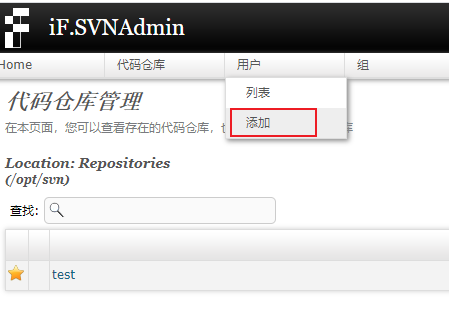 iF.SVNAdmin
Home 代码仓库 用户 组
列表
添加
代码仓库管理
在本页面，您可以查看存在的代码仓库，
库
Location: Repositories
(/opt/svn)
查找:
test